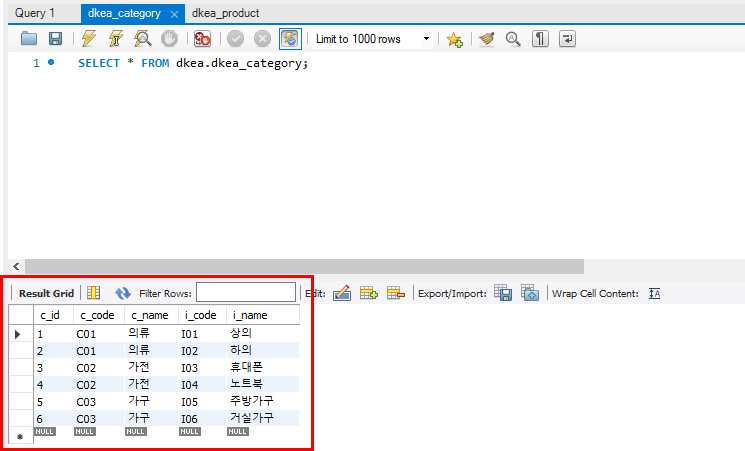 Query 1 dkea_category dkea_product
Limit to 1000 rows
1 SELECT * FROM dkea.dkea_category;
Result Grid Filter Rows: Edit: Export/Import: Wrap Cell Content:
c_id c_code c_name i_code i_name
1 C01 의류 I01 상의
2 C01 의류 I02 하의
3 C02 가전 I03 휴대폰
4 C02 가전 I04 노트북
5 C03 가구 I05 주방가구
6 C03 가구 I06 거실가구
NULL NULL NULL NULL NULL